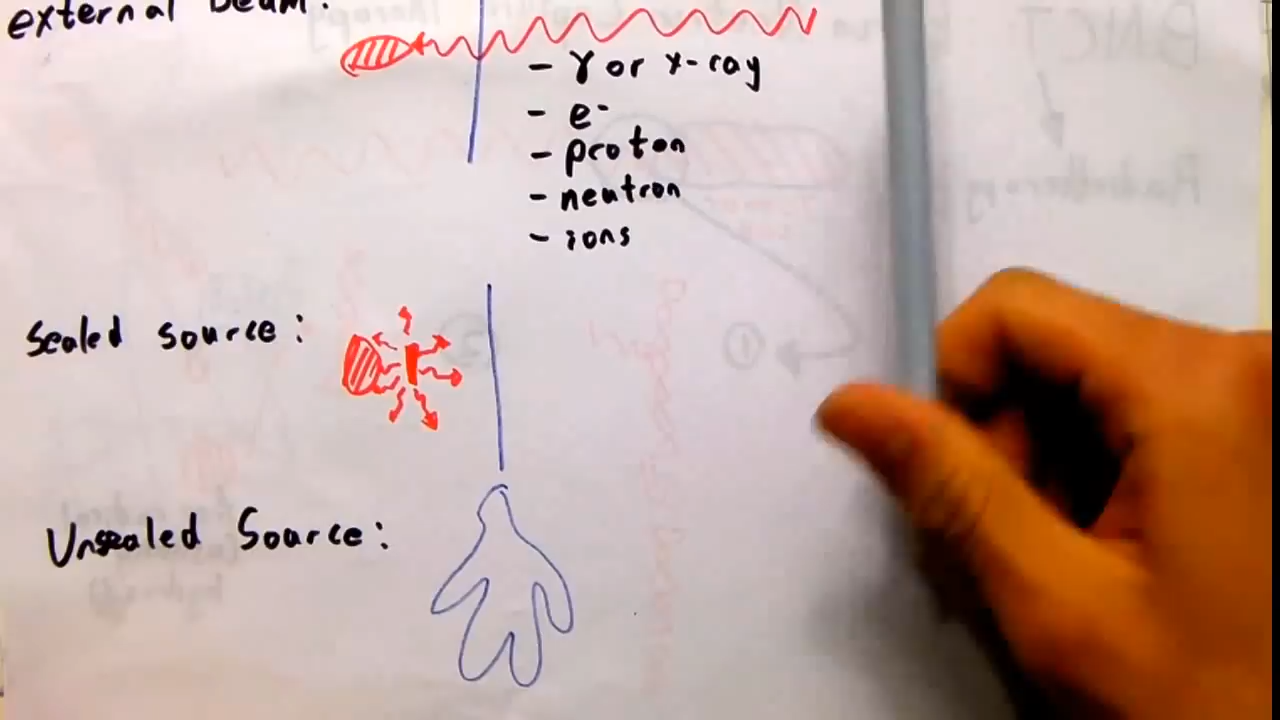 external beam:
- γ or x-ray
- e-
- proton
- neutron
- ions
Sealed source:
Unsealed Source: